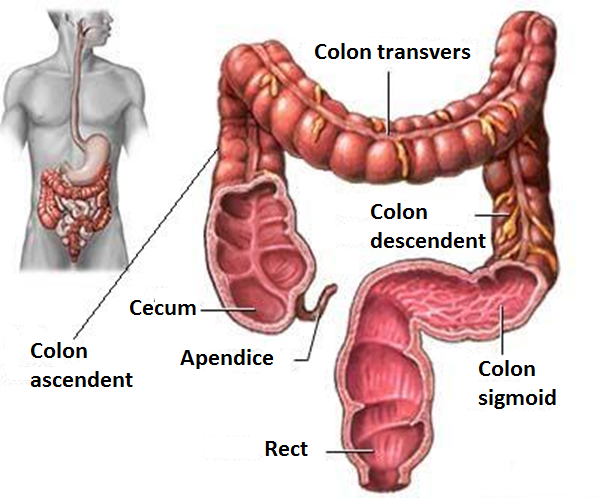 Colon transvers
Colon
descendent
Cecum
Colon
ascendent
Apendice
Colon
sigmoid
Rect